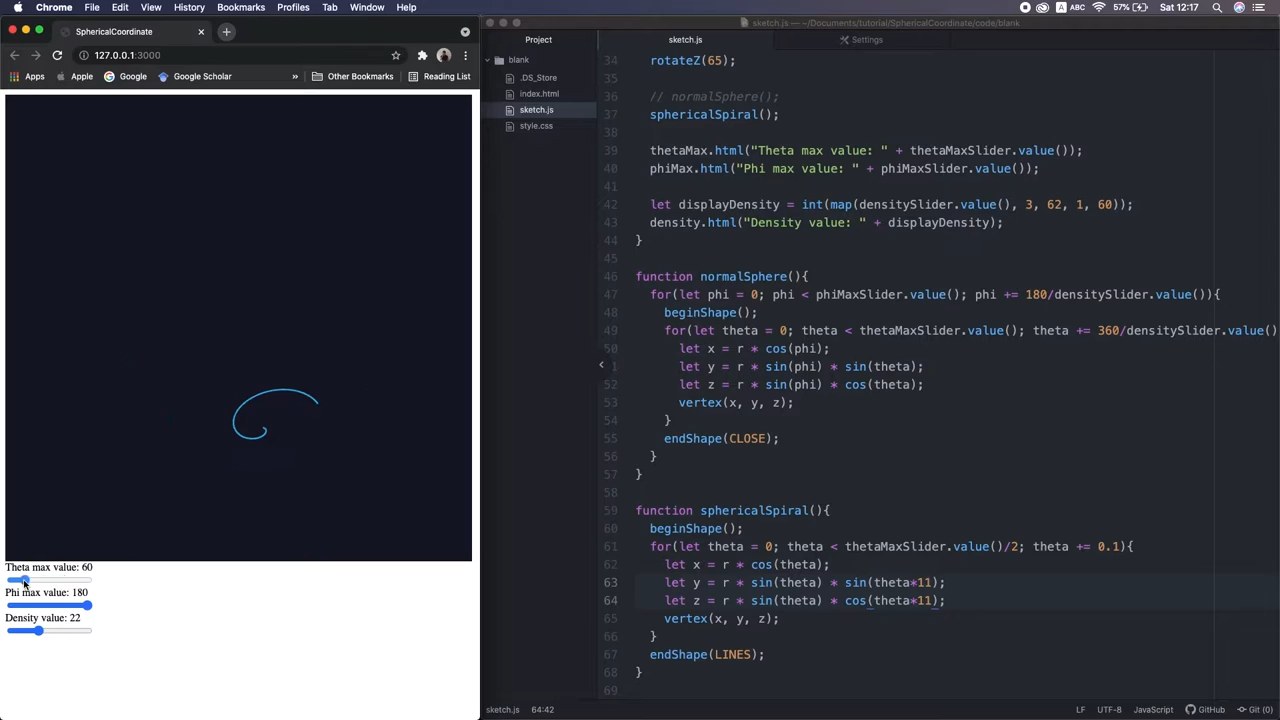 Chrome File Edit View History Bookmarks Profiles Tab Window Help
ABC 57% Sat 12:17
SphericalCoordinate
127.0.0.1:3000
Apps Apple Google Google Scholar » Other Bookmarks Reading List
Theta max value: 60
Phi max value: 180
Density value: 22
sketch.js — ~/Documents/tutorial/SphericalCoordinate/code/blank
Project
sketch.js
Settings
blank
.DS_Store
index.html
sketch.js
style.css
34 rotateZ(65);
35
36 // normalSphere();
37 sphericalSpiral();
38
39 thetaMax.html("Theta max value: " + thetaMaxSlider.value());
40 phiMax.html("Phi max value: " + phiMaxSlider.value());
41
42 let displayDensity = int(map(densitySlider.value(), 3, 62, 1, 60));
43 density.html("Density value: " + displayDensity);
44 }
45
46 function normalSphere(){
47 for(let phi = 0; phi < phiMaxSlider.value(); phi += 180/densitySlider.value()){
48 beginShape();
49 for(let theta = 0; theta < thetaMaxSlider.value(); theta += 360/densitySlider.value()
50 let x = r * cos(phi);
1 let y = r * sin(phi) * sin(theta);
52 let z = r * sin(phi) * cos(theta);
53 vertex(x, y, z);
54 }
55 endShape(CLOSE);
56 }
57 }
58
59 function sphericalSpiral(){
60 beginShape();
61 for(let theta = 0; theta < thetaMaxSlider.value()/2; theta += 0.1){
62 let x = r * cos(theta);
63 let y = r * sin(theta) * sin(theta*11);
64 let z = r * sin(theta) * cos(theta*11);
65 vertex(x, y, z);
66 }
67 endShape(LINES);
68 }
69
sketch.js 64:42
LF UTF-8 JavaScript GitHub Git (0)